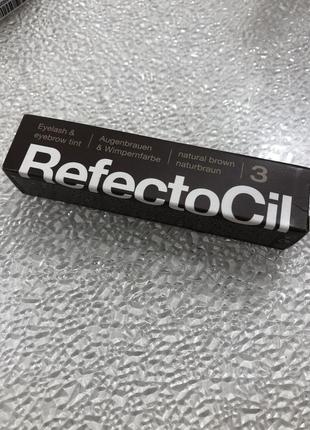 Eyelash &
eyebrow tint
Augenbrauen
& Wimpernfarbe
natural brown
naturbraun
3
RefectoCil